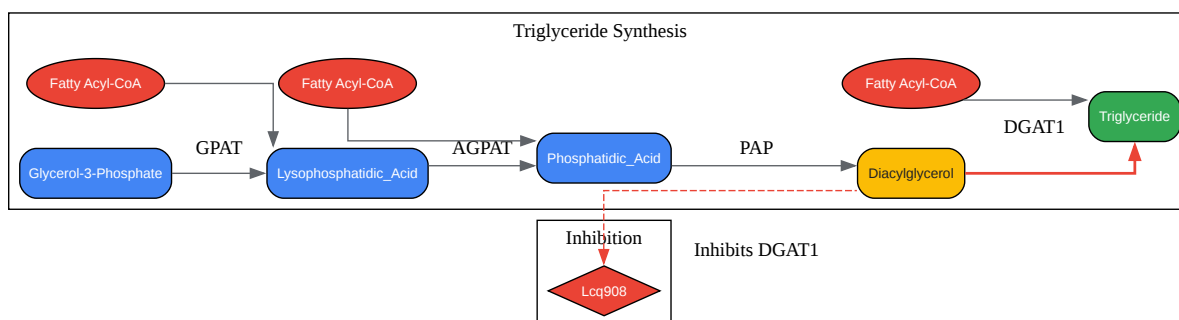 Triglyceride Synthesis
Fatty Acyl-CoA
Fatty Acyl-CoA
Fatty Acyl-CoA
Triglyceride
DGAT1
GPAT
AGPAT
PAP
Glycerol-3-Phosphate
Lysophosphatidic_Acid
Phosphatidic_Acid
Diacylglycerol
Inhibition
Inhibits DGAT1
Lcq908